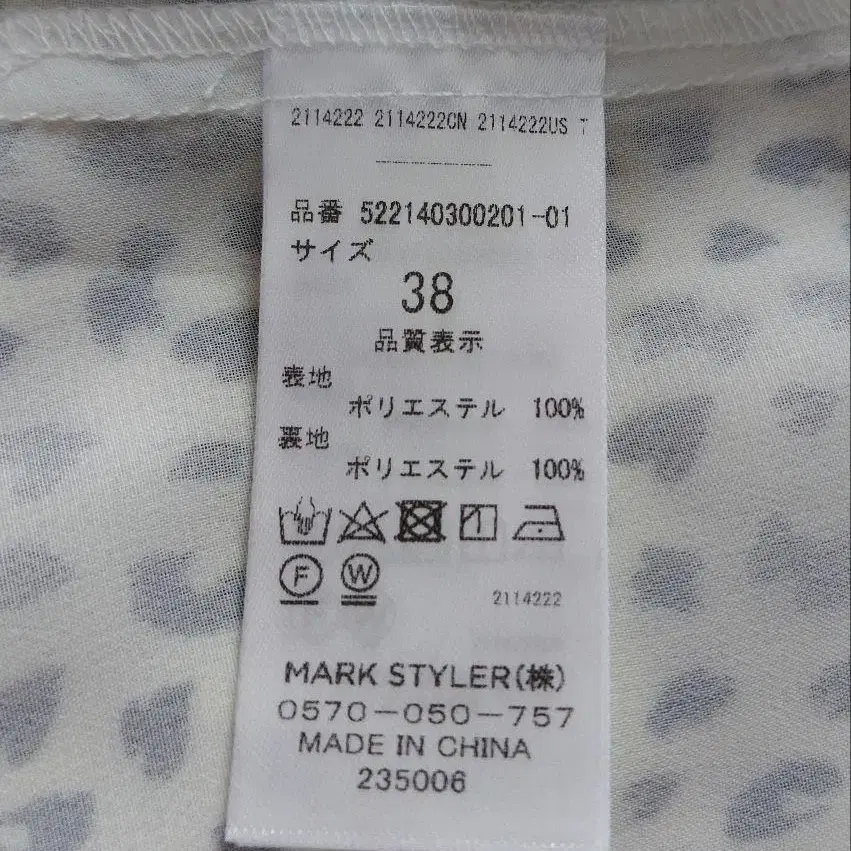 2114222 2114222CN 2114222US T
品番 522140300201-01
サイズ
38
品質表示
表地
ポリエステル 100%
裏地
ポリエステル 100%
F W
2114222
MARK STYLER(株)
0570-050-757
MADE IN CHINA
235006